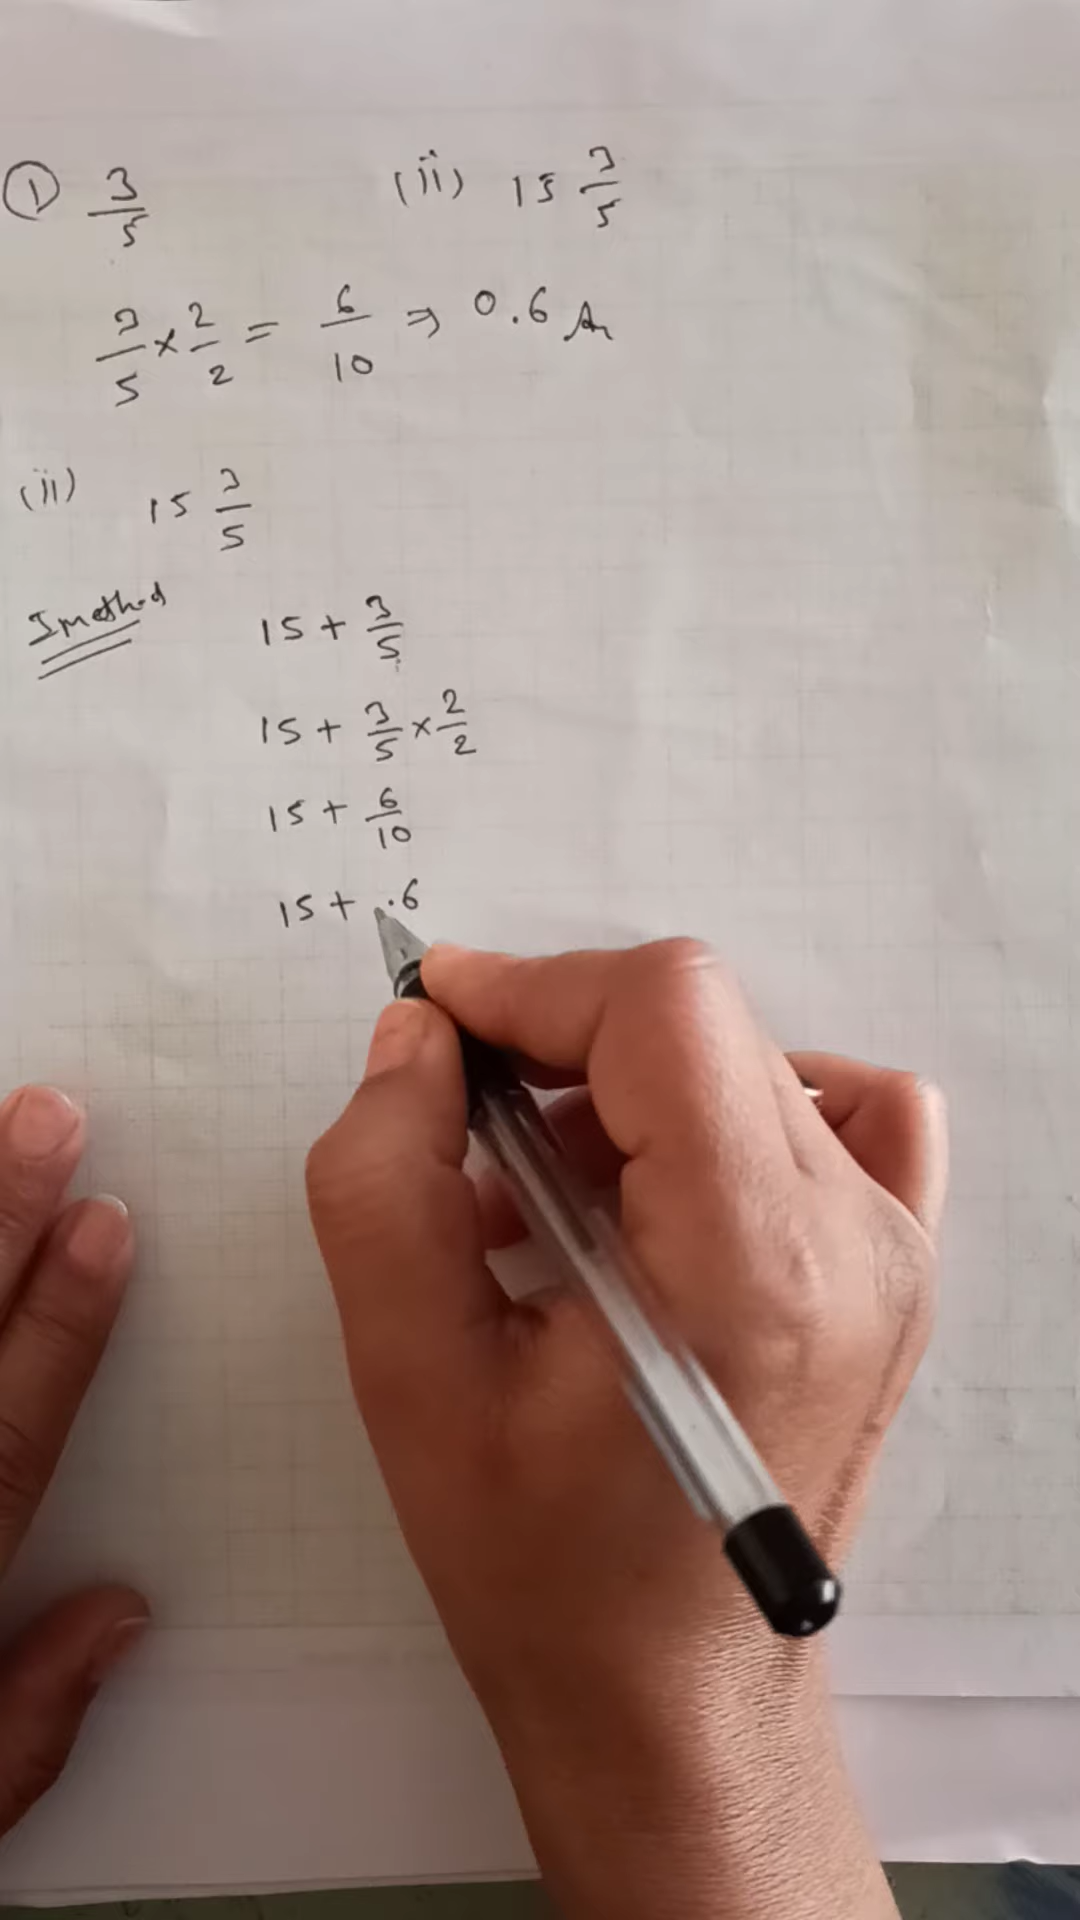 ① 3/5 (ii) 15 3/5
3/5 × 2/2 = 6/10 ⇒ 0.6 An
(ii) 15 3/5
I method 15 + 3/5
15 + 3/5 × 2/2
15 + 6/10
15 + .6